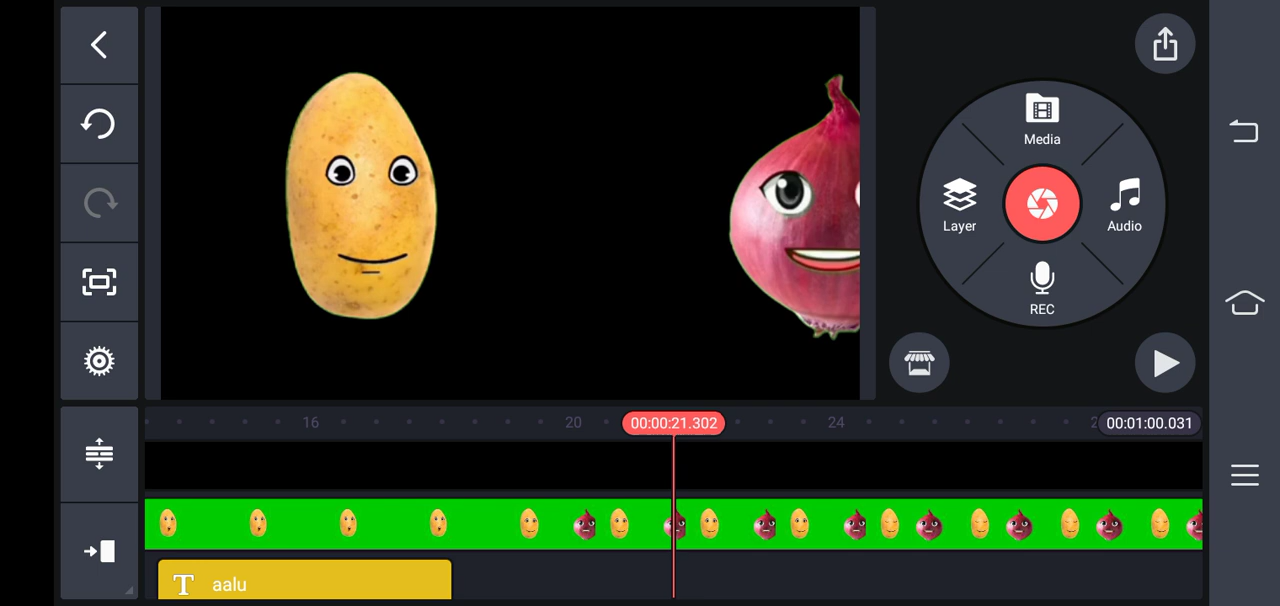 Media
Layer
Audio
REC
16
20
00:00:21.302
24
00:01:00.031
T aalu